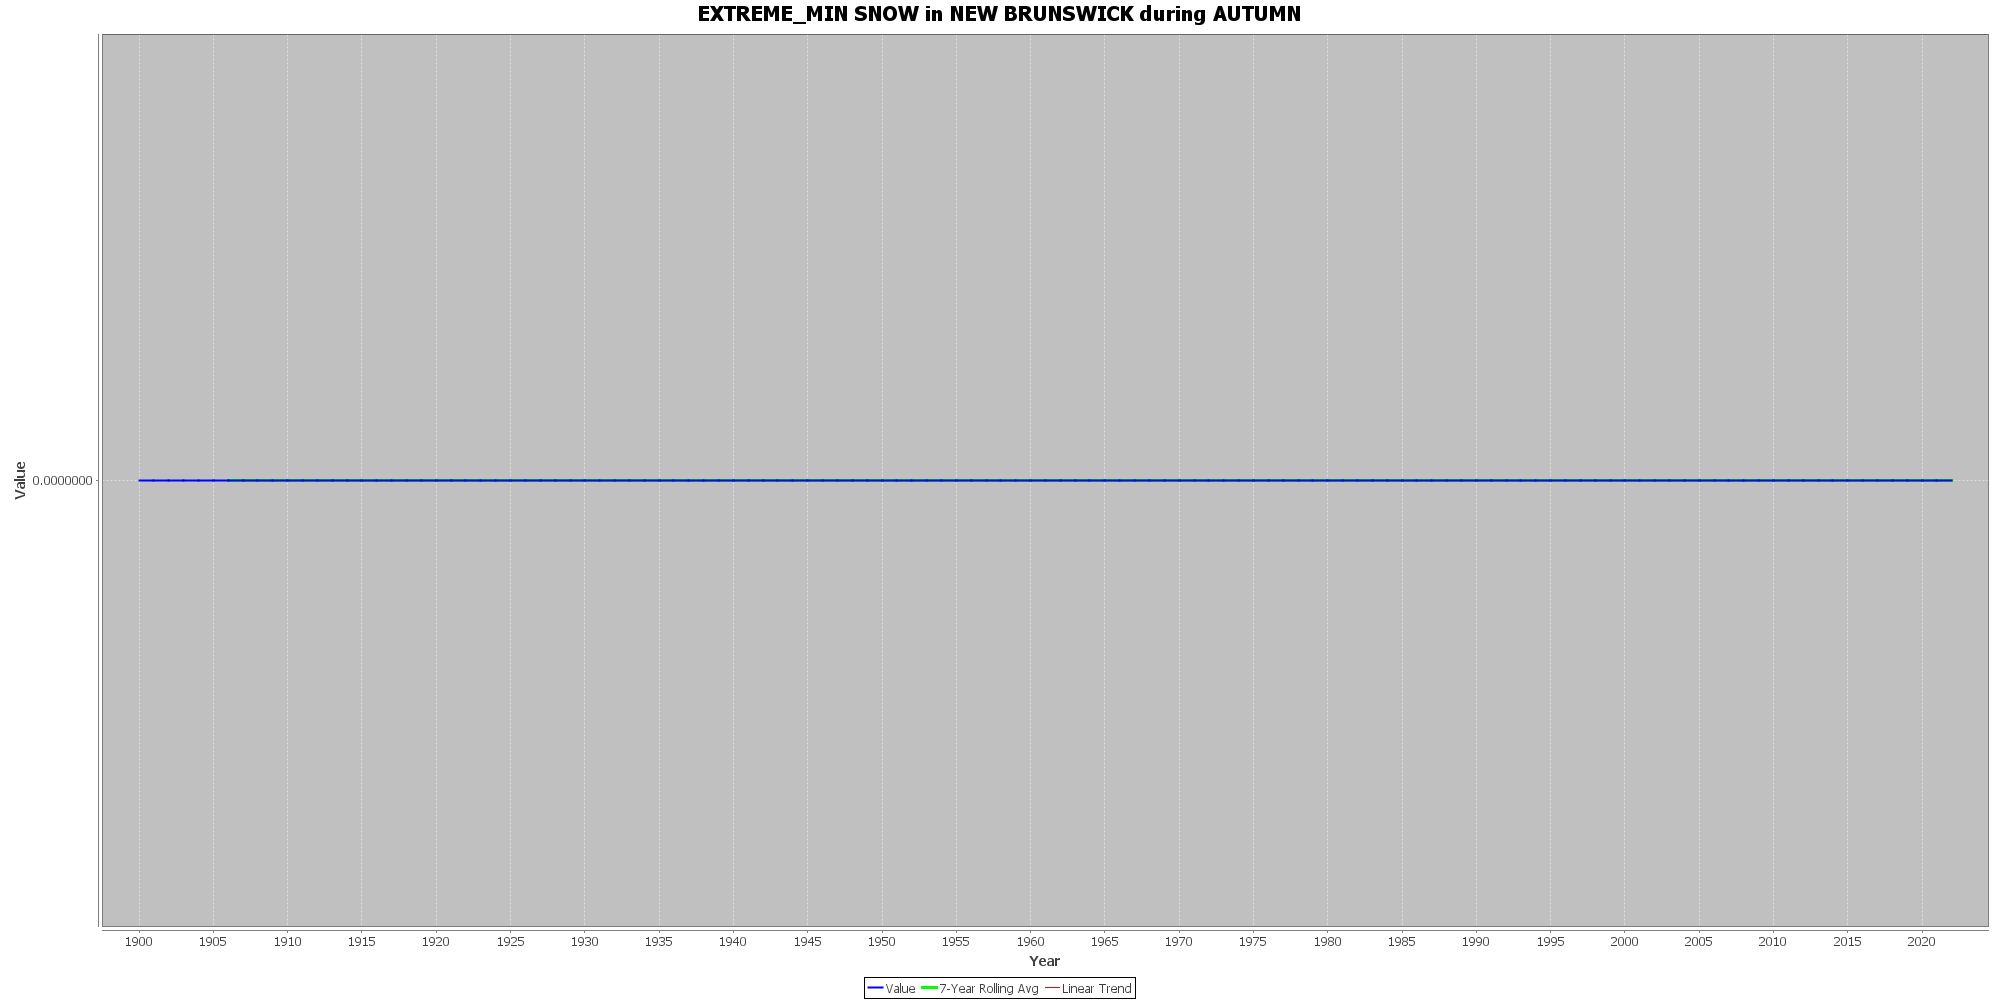 EXTREME_MIN SNOW in NEW BRUNSWICK during AUTUMN
Value
0.0000000
1900 1905 1910 1915 1920 1925 1930 1935 1940 1945 1950 1955 1960 1965 1970 1975 1980 1985 1990 1995 2000 2005 2010 2015 2020
Year
Value 7-Year Rolling Avg Linear Trend